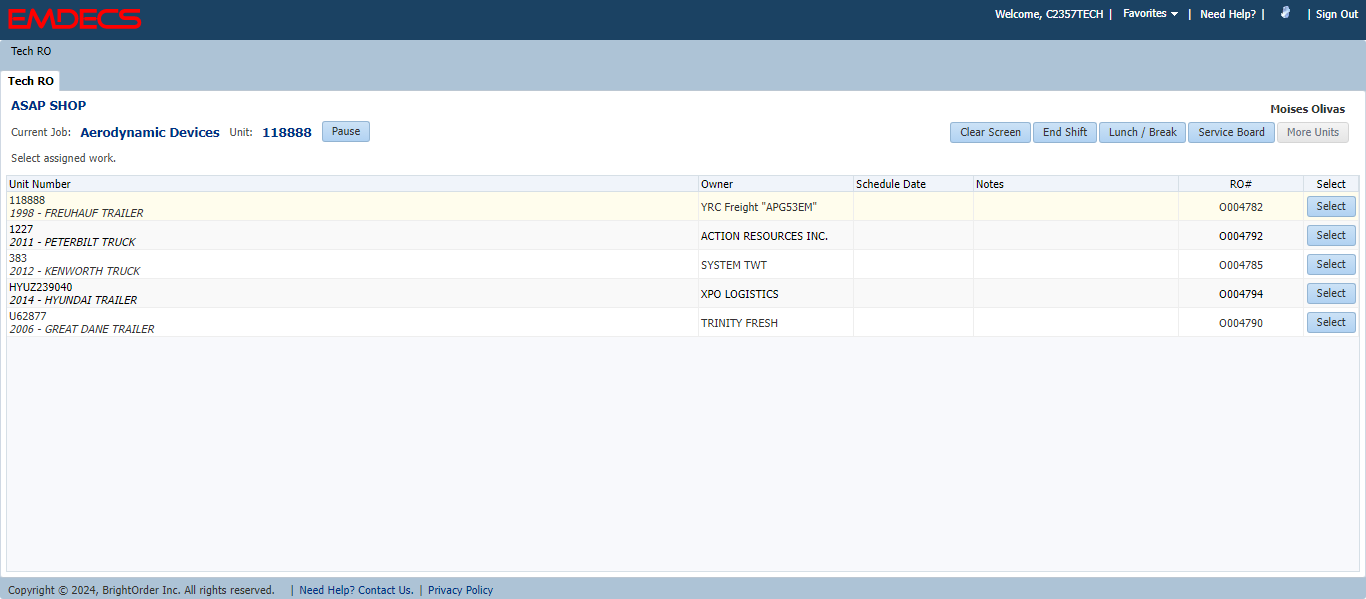 EMDECS
Welcome, C2357TECH | Favorites | Need Help? | | Sign Out
Tech RO
Tech RO
ASAP SHOP
Moises Olivas
Current Job: Aerodynamic Devices Unit: 118888 Pause
Clear Screen End Shift Lunch / Break Service Board More Units
Select assigned work.
Unit Number Owner Schedule Date Notes RO# Select
118888
1998 - FREUHAUF TRAILER
YRC Freight "APG53EM" O004782 Select
1227
2011 - PETERBILT TRUCK
ACTION RESOURCES INC. O004792 Select
383
2012 - KENWORTH TRUCK
SYSTEM TWT O004785 Select
HYUZ239040
2014 - HYUNDAI TRAILER
XPO LOGISTICS O004794 Select
U62877
2006 - GREAT DANE TRAILER
TRINITY FRESH O004790 Select
Copyright © 2024, BrightOrder Inc. All rights reserved. | Need Help? Contact Us. | Privacy Policy